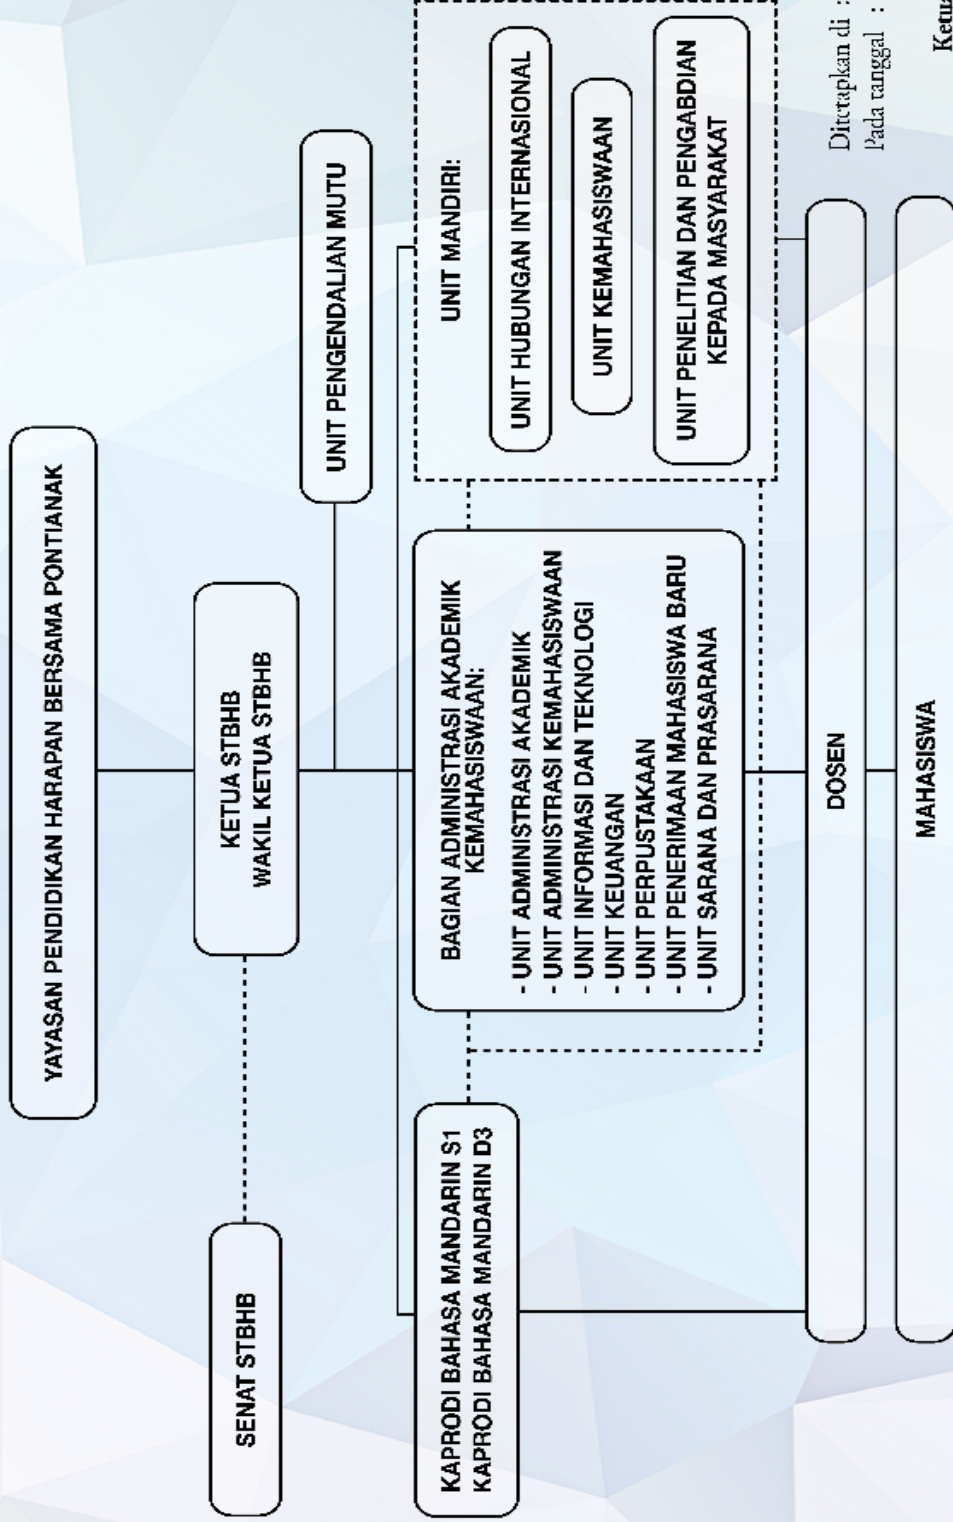 YAYASAN PENDIDIKAN HARAPAN BERSAMA PONTIANAK
SENAT STBHB
KETUA STBHB
WAKIL KETUA STBHB
UNIT PENGENDALIAN MUTU
KAPRODI BAHASA MANDARIN S1
KAPRODI BAHASA MANDARIN D3
BAGIAN ADMINISTRASI AKADEMIK
KEMAHASISWAAN:
- UNIT ADMINISTRASI AKADEMIK
- UNIT ADMINISTRASI KEMAHASISWAAN
- UNIT INFORMASI DAN TEKNOLOGI
- UNIT KEUANGAN
- UNIT PERPUSTAKAAN
- UNIT PENERIMAAN MAHASISWA BARU
- UNIT SARANA DAN PRASARANA
UNIT MANDIRI:
UNIT HUBUNGAN INTERNASIONAL
UNIT KEMAHASISWAAN
UNIT PENELITIAN DAN PENGABDIAN
KEPADA MASYARAKAT
DOSEN
MAHASISWA
Ditetapkan di :
Pada tanggal :
Ketua